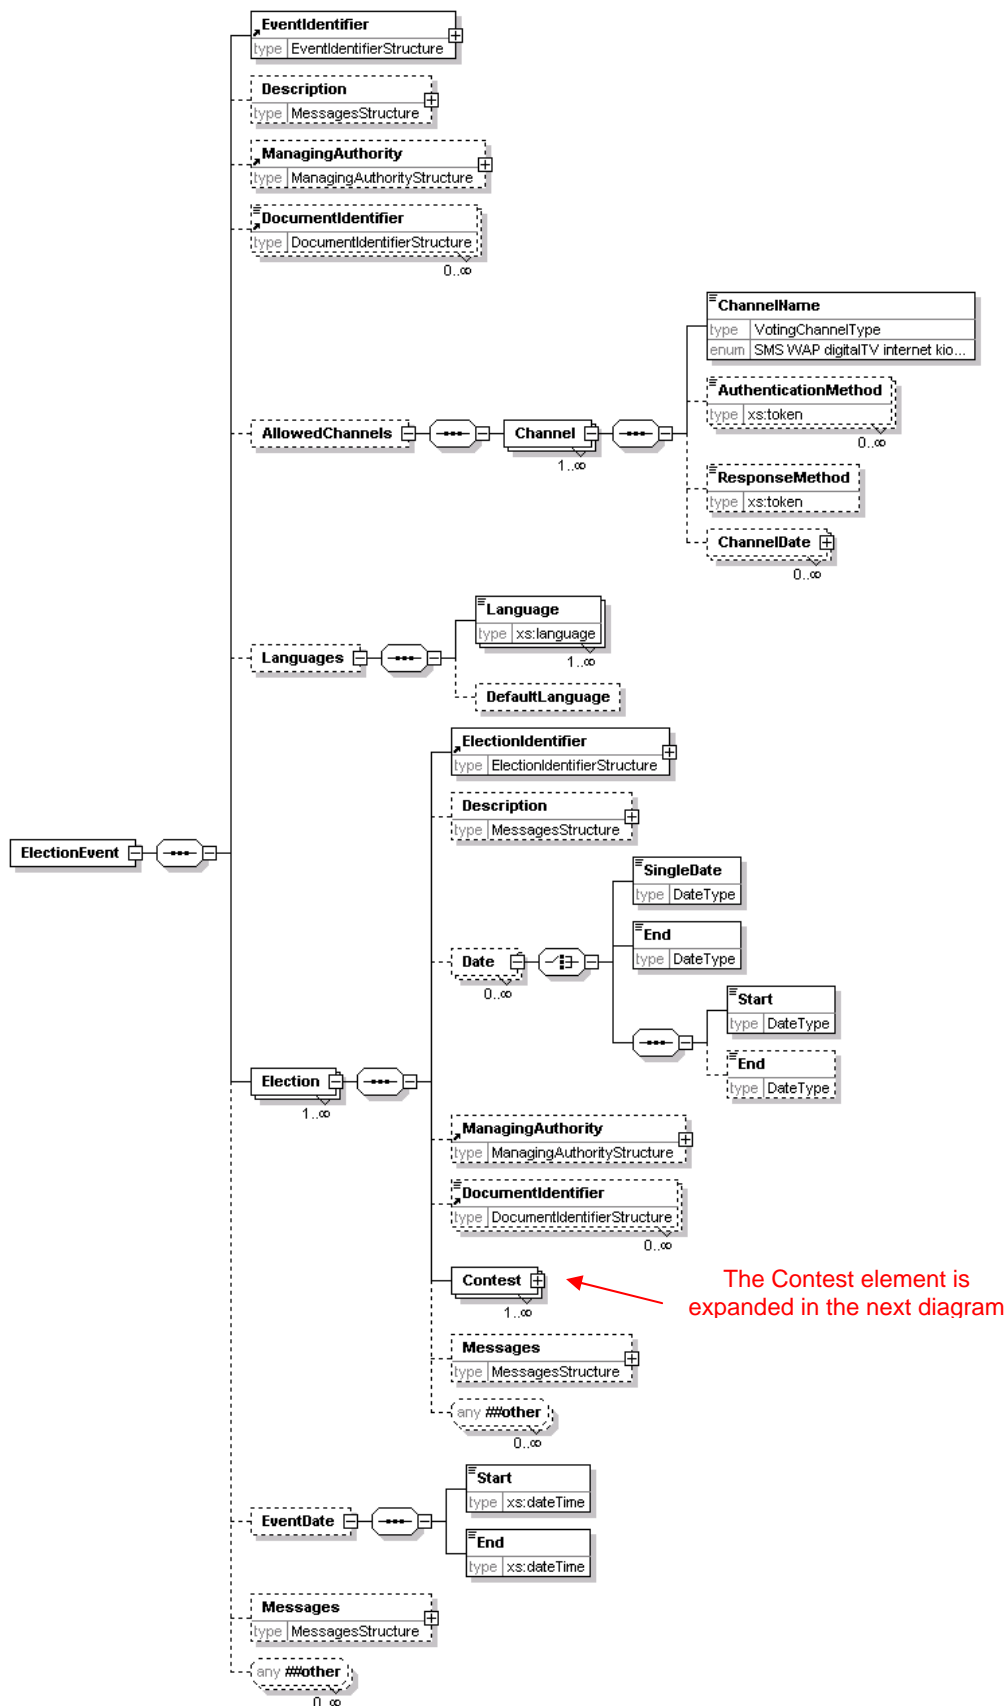 EventIdentifier
type EventIdentifierStructure
Description
type MessagesStructure
ManagingAuthority
type ManagingAuthorityStructure
DocumentIdentifier
type DocumentIdentifierStructure
0..∞
ChannelName
type VotingChannelType
enum SMS WAP digitalTV internet kio...
AuthenticationMethod
type xs:token
0..∞
AllowedChannels
Channel
1..∞
ResponseMethod
type xs:token
ChannelDate
0..∞
Language
type xs:language
1..∞
Languages
DefaultLanguage
ElectionIdentifier
type ElectionIdentifierStructure
Description
type MessagesStructure
ElectionEvent
SingleDate
type DateType
End
type DateType
Date
0..∞
Start
type DateType
End
type DateType
Election
1..∞
ManagingAuthority
type ManagingAuthorityStructure
DocumentIdentifier
type DocumentIdentifierStructure
0..∞
Contest
1..∞
The Contest element is
expanded in the next diagram
Messages
type MessagesStructure
any ##other
0..∞
Start
type xs:dateTime
EventDate
End
type xs:dateTime
Messages
type MessagesStructure
any ##other
0..∞